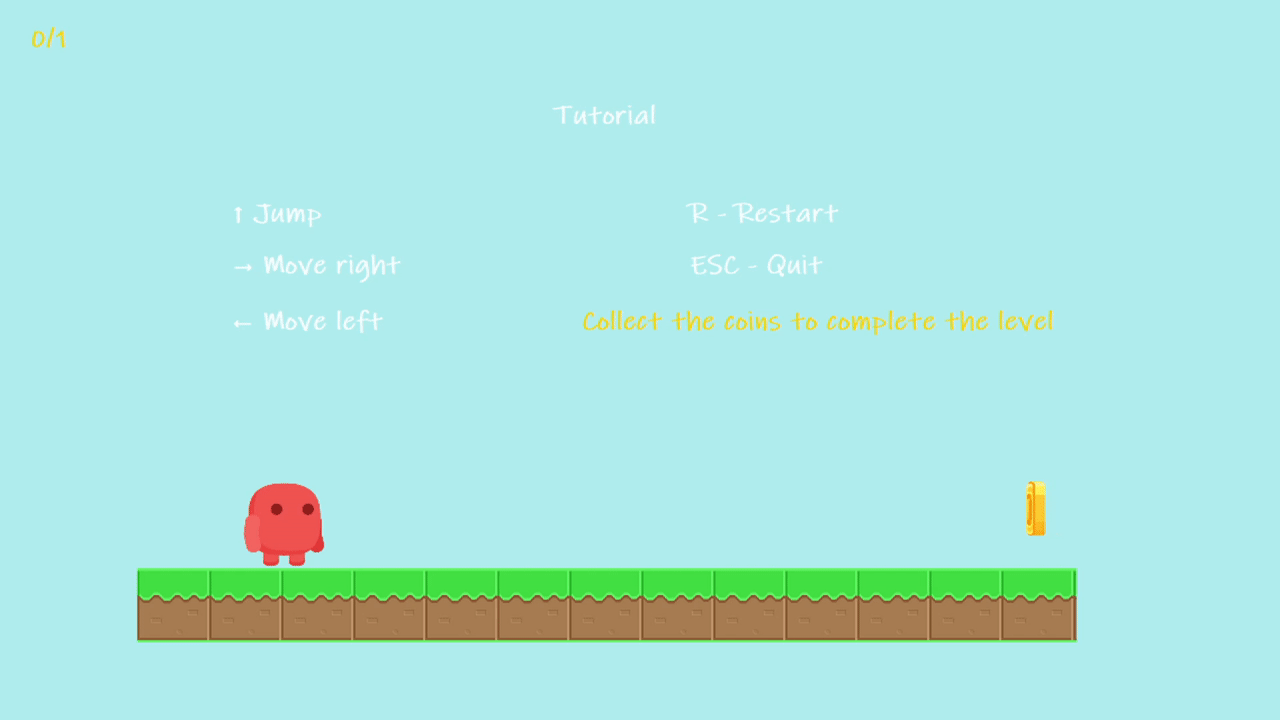 0/1
Tutorial
↑ Jump
R - Restart
→ Move right
ESC - Quit
← Move left
Collect the coins to complete the level